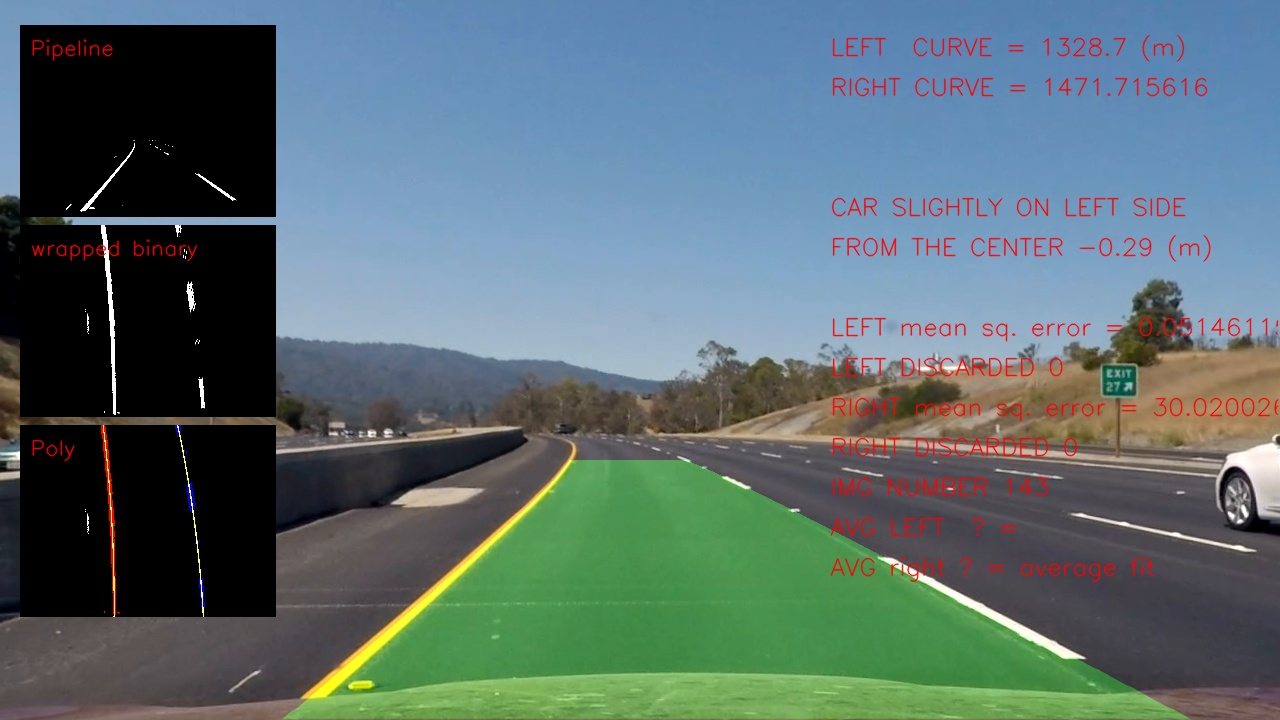 Pipeline
wrapped binary
Poly
LEFT CURVE = 1328.7 (m)
RIGHT CURVE = 1471.715616
CAR SLIGHTLY ON LEFT SIDE
FROM THE CENTER -0.29 (m)
LEFT mean sq. error = 0.0514611
LEFT DISCARDED 0
RIGHT mean sq. error = 30.020026
RIGHT DISCARDED 0
IMG NUMBER 143
AVG LEFT ? =
AVG right ? = average fit
EXIT
27